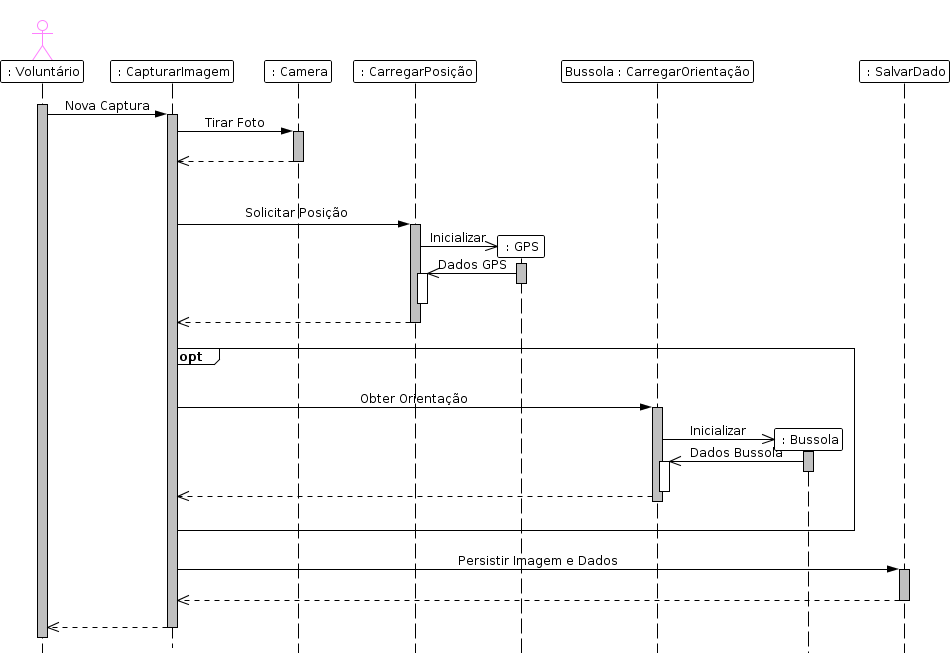 : Voluntário
: CapturarImagem
: Camera
: CarregarPosição
Bussola : CarregarOrientação
: SalvarDado
Nova Captura
Tirar Foto
Solicitar Posição
Inicializar
: GPS
Dados GPS
opt
Obter Orientação
Inicializar
: Bussola
Dados Bussola
Persistir Imagem e Dados